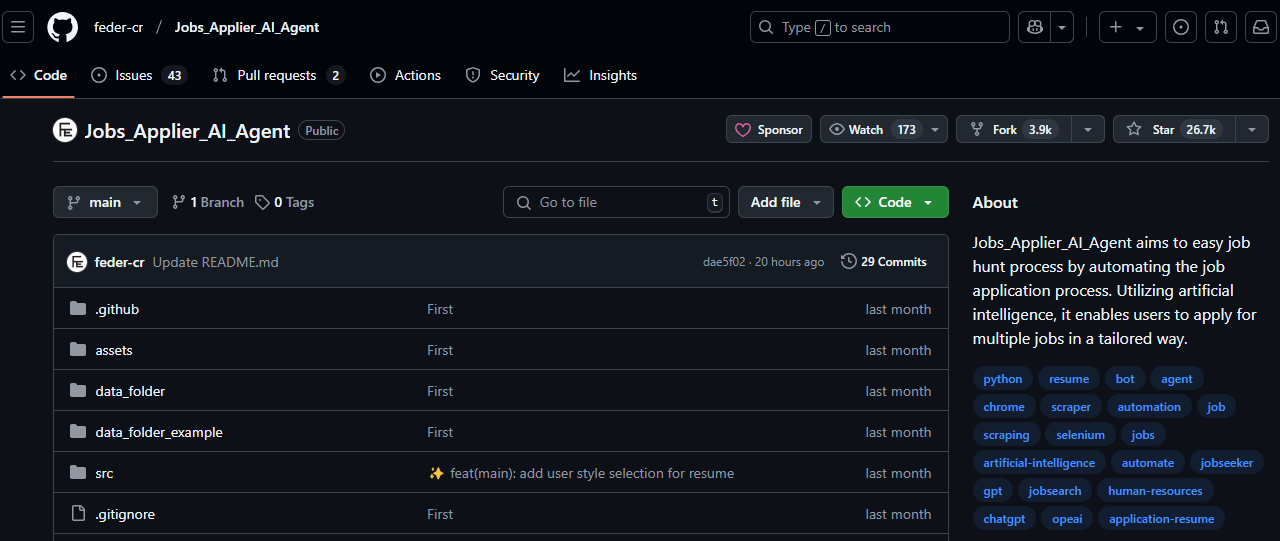 feder-cr / Jobs_Applier_AI_Agent Type / to search
Code Issues 43 Pull requests 2 Actions Security Insights
FE Jobs_Applier_AI_Agent Public Sponsor Watch 173 Fork 3.9k Star 26.7k
main 1 Branch 0 Tags Go to file t Add file Code
FE feder-cr Update README.md dae5f02 · 20 hours ago 29 Commits
.github First last month
assets First last month
data_folder First last month
data_folder_example First last month
src ✨ feat(main): add user style selection for resume last month
.gitignore First last month
About
Jobs_Applier_AI_Agent aims to easy job
hunt process by automating the job
application process. Utilizing artificial
intelligence, it enables users to apply for
multiple jobs in a tailored way.
python resume bot agent
chrome scraper automation job
scraping selenium jobs
artificial-intelligence automate jobseeker
gpt jobsearch human-resources
chatgpt opeai application-resume